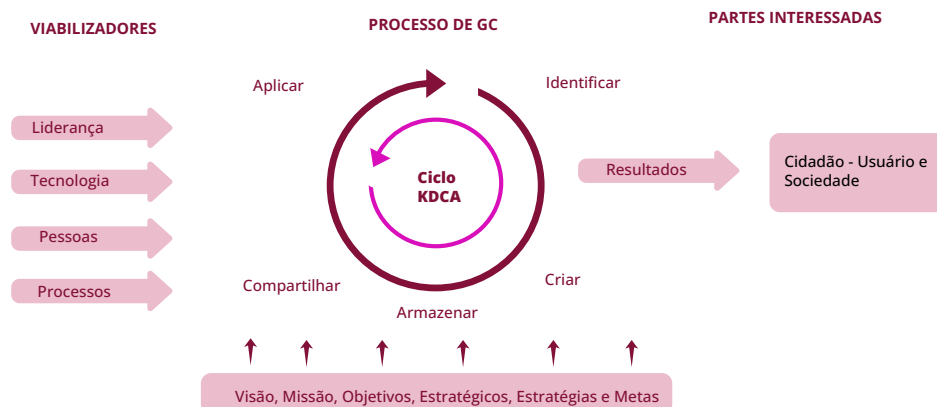 VIABILIZADORES
PROCESSO DE GC
PARTES INTERESSADAS
Aplicar
Identificar
Liderança
Tecnologia
Pessoas
Processos
Ciclo
KDCA
Resultados
Cidadão - Usuário e
Sociedade
Compartilhar
Criar
Armazenar
Visão, Missão, Objetivos, Estratégicos, Estratégias e Metas